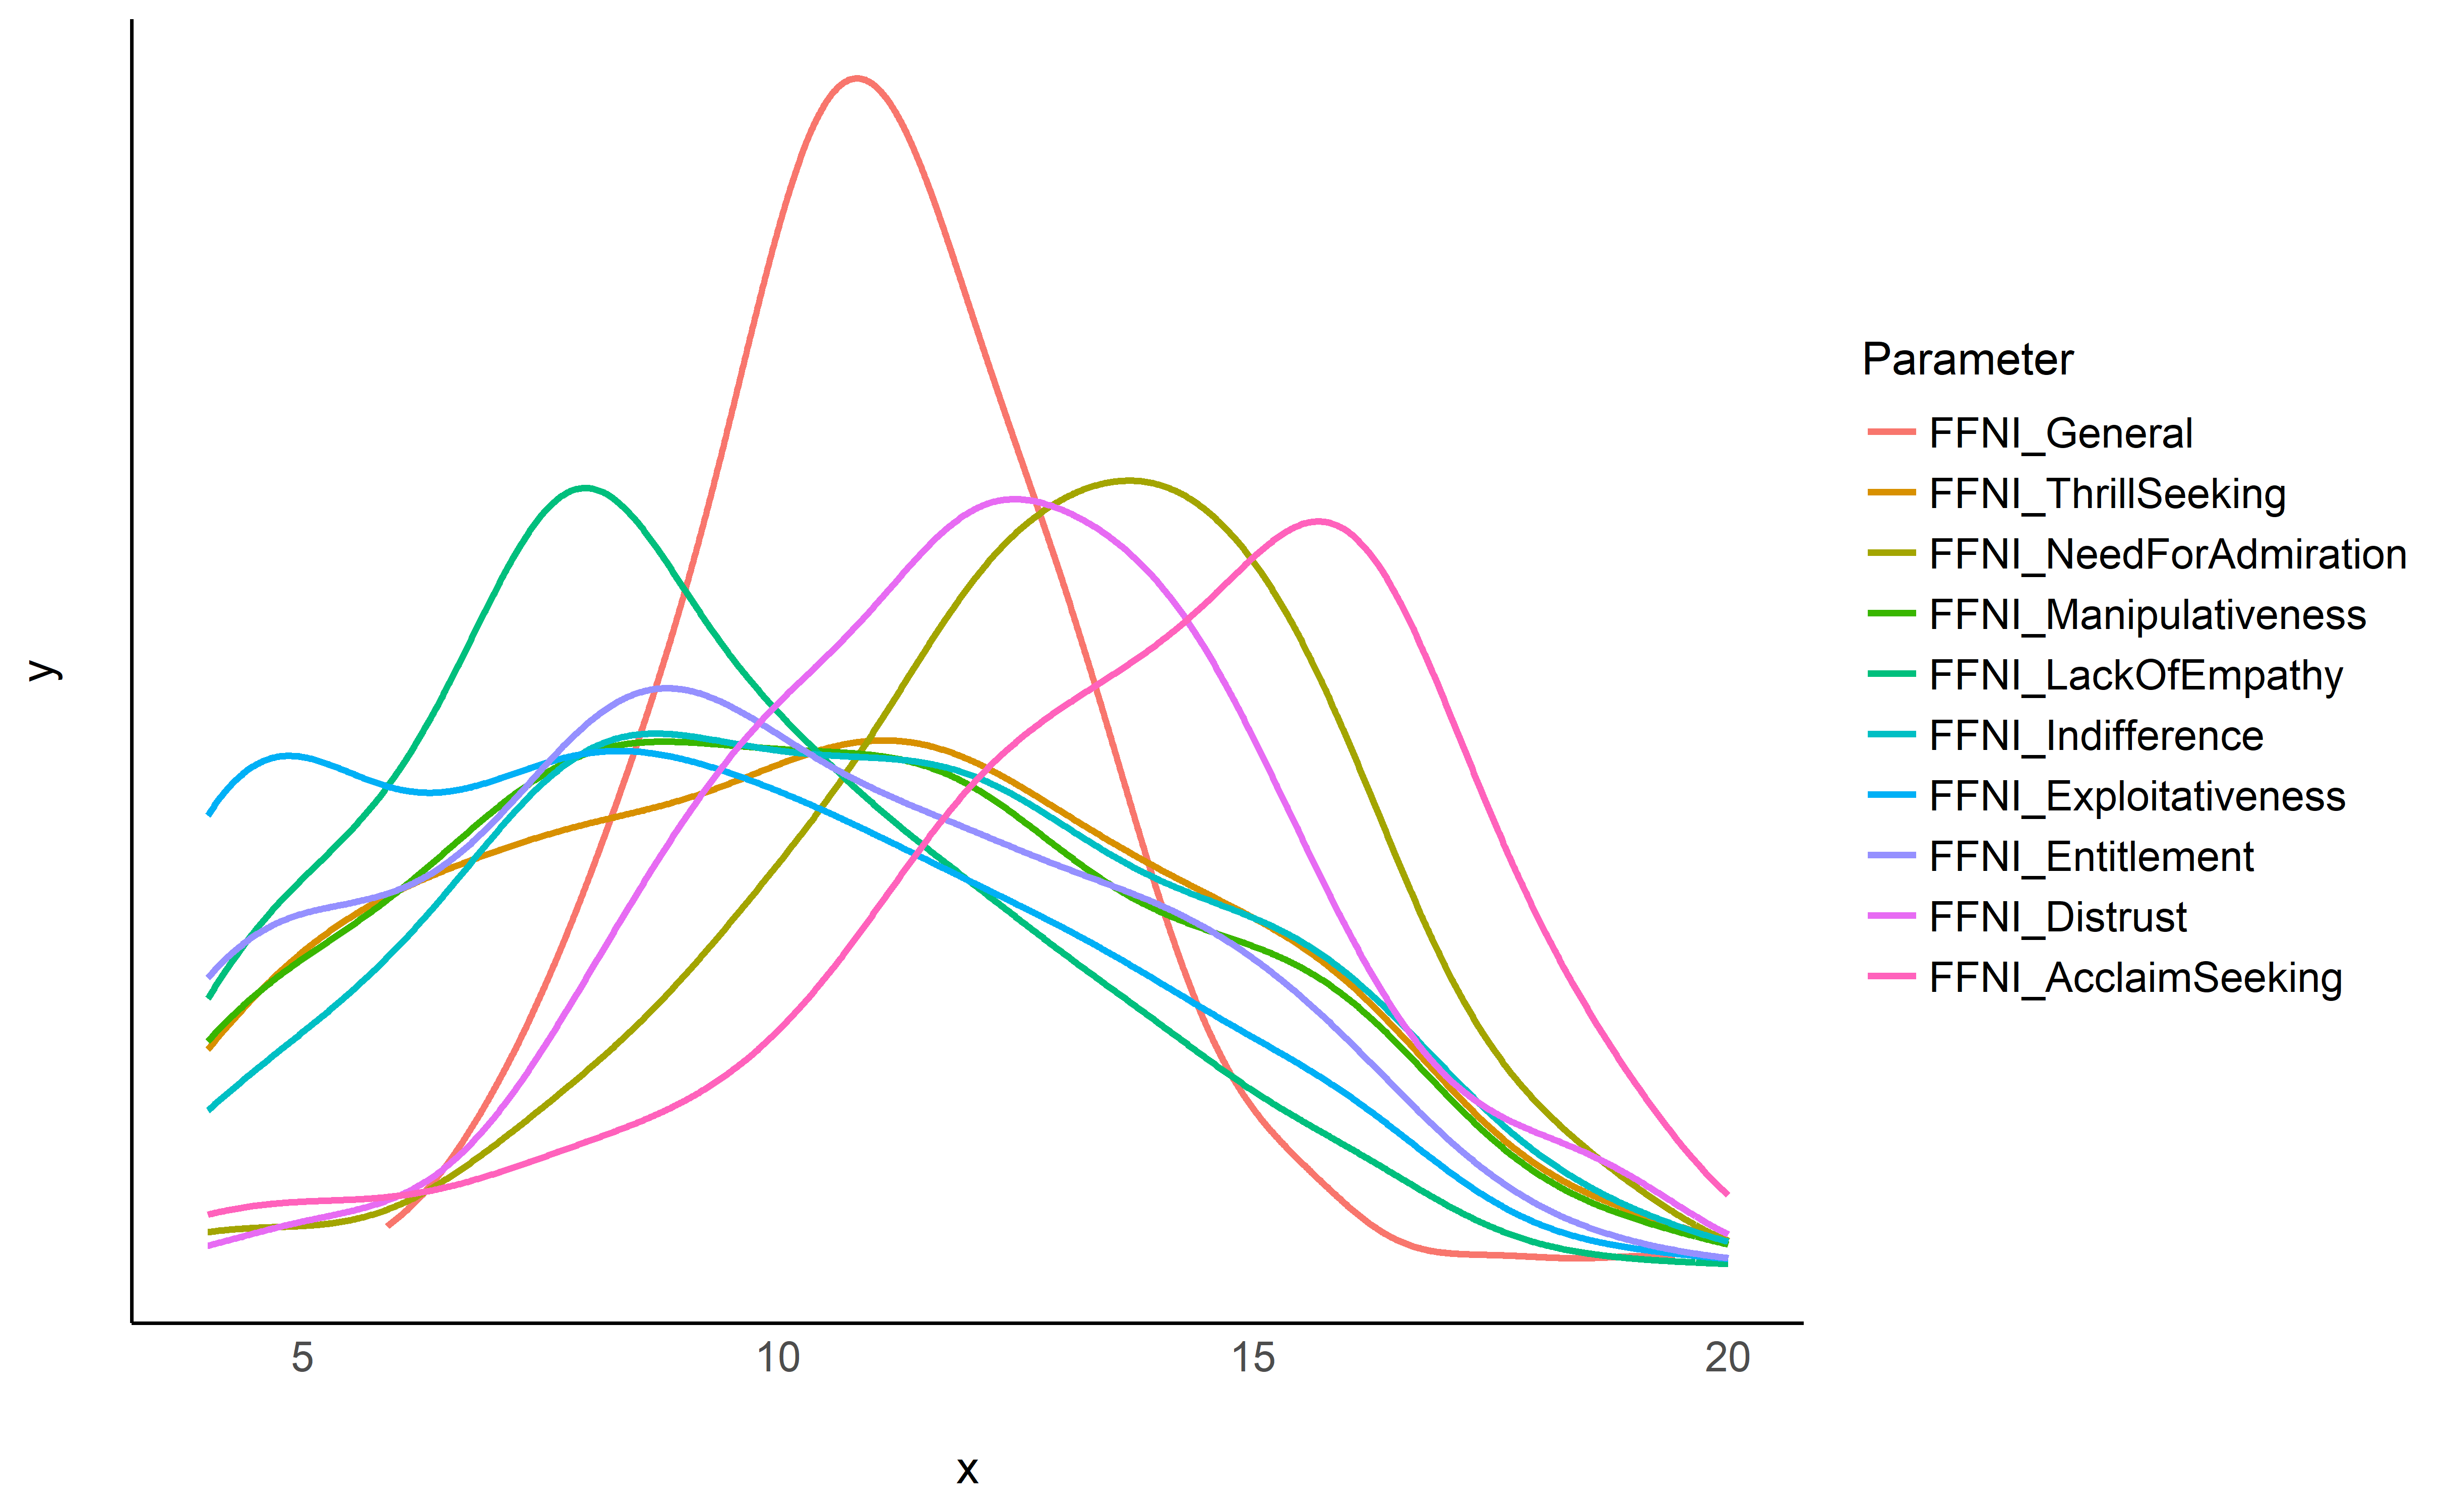 y
5 10 15 20
x
Parameter
FFNI_General
FFNI_ThrillSeeking
FFNI_NeedForAdmiration
FFNI_Manipulativeness
FFNI_LackOfEmpathy
FFNI_Indifference
FFNI_Exploitativeness
FFNI_Entitlement
FFNI_Distrust
FFNI_AcclaimSeeking